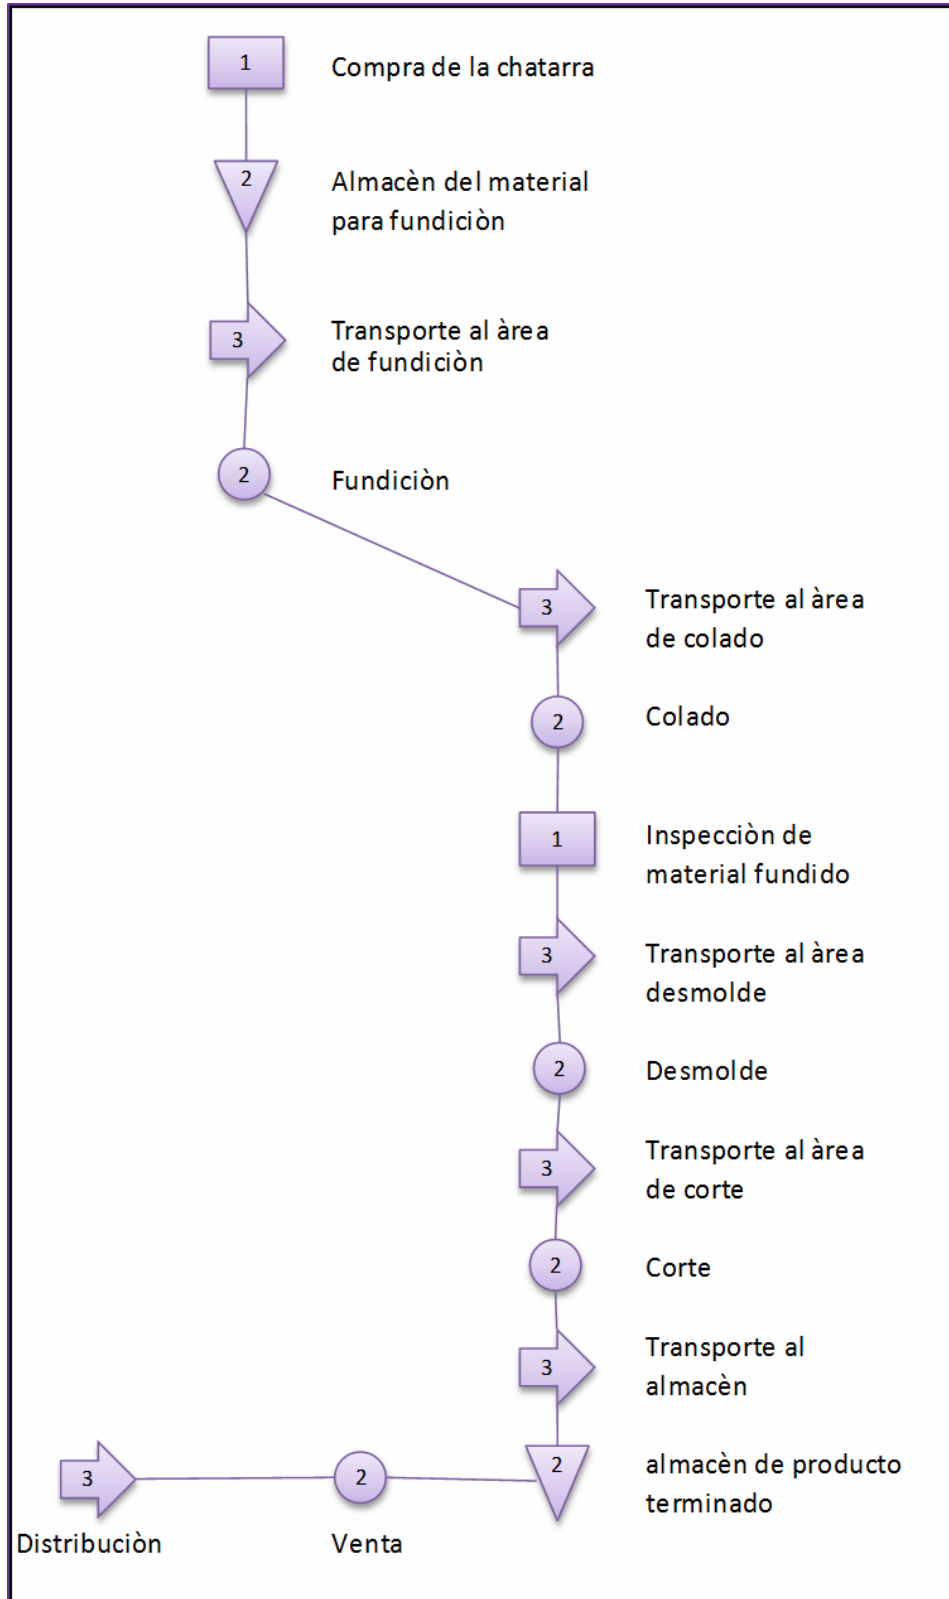 1
Compra de la chatarra
2
Almacèn del material
para fundiciòn
3
Transporte al àrea
de fundiciòn
2
Fundiciòn
3
Transporte al àrea
de colado
2
Colado
1
Inspecciòn de
material fundido
3
Transporte al àrea
desmolde
2
Desmolde
3
Transporte al àrea
de corte
2
Corte
3
Transporte al
almacèn
2
almacèn de producto
terminado
2
Venta
3
Distribuciòn